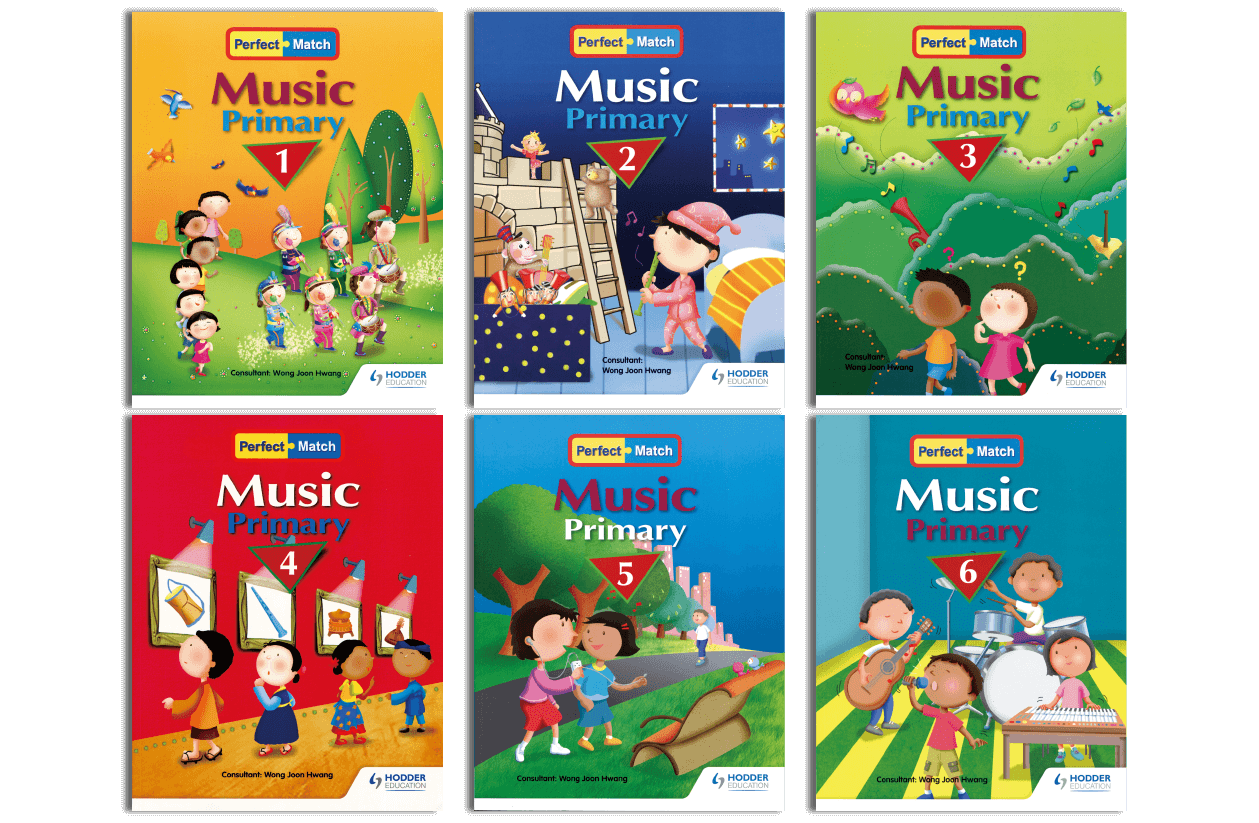 Perfect Match
Music
Primary
1
Consultant: Wong Joon Hwang
HODDER
EDUCATION
Perfect Match
Music
Primary
2
Consultant:
Wong Joon Hwang
HODDER
EDUCATION
Perfect Match
Music
Primary
3
?
?
Consultant:
Wong Joon Hwang
HODDER
EDUCATION
Perfect Match
Music
Primary
4
Consultant: Wong Joon Hwang
HODDER
EDUCATION
Perfect Match
Music
Primary
5
Consultant: Wong Joon Hwang
HODDER
EDUCATION
Perfect Match
Music
Primary
6
Consultant: Wong Joon Hwang
HODDER
EDUCATION